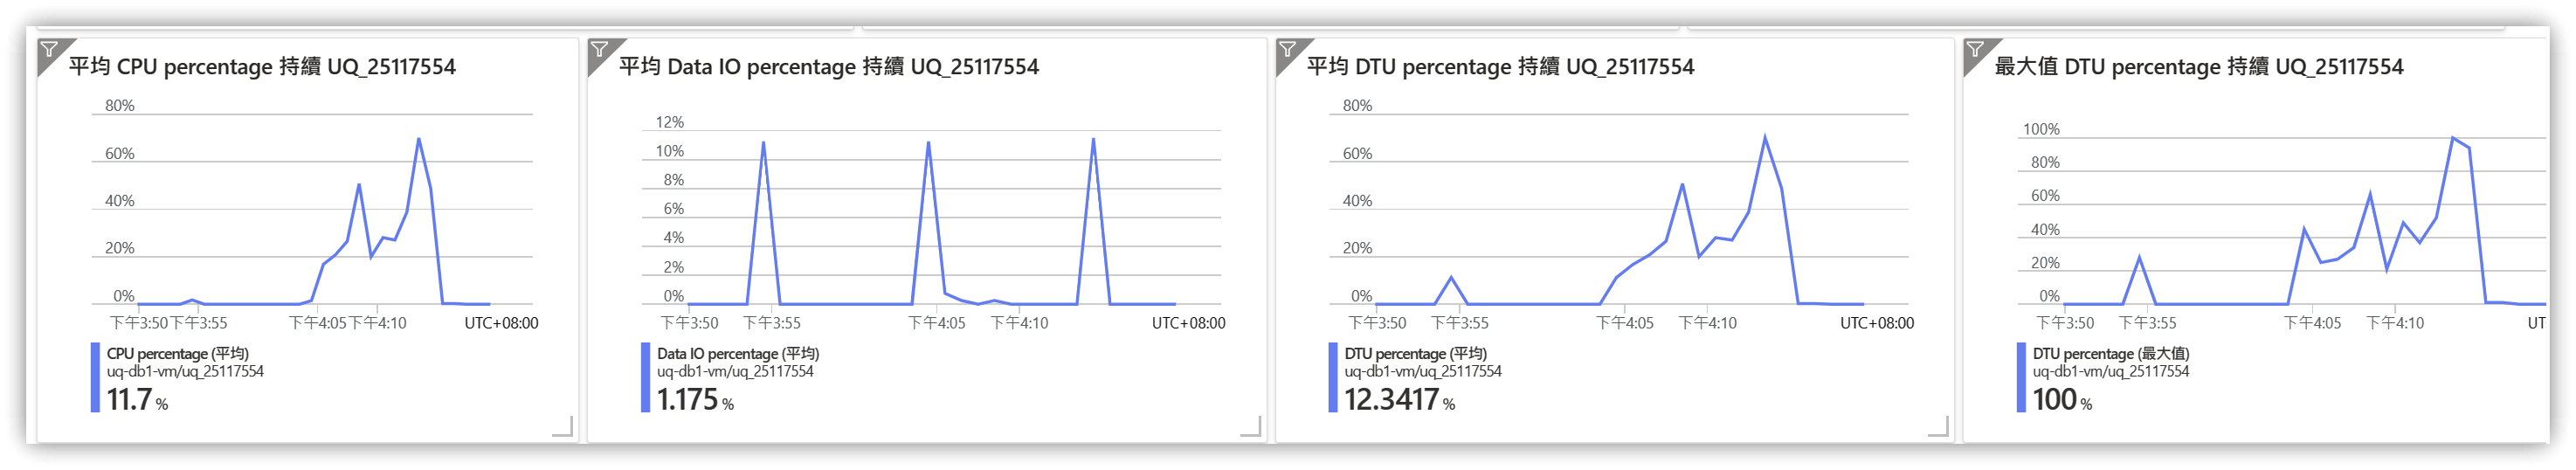 平均 CPU percentage 持續 UQ_25117554
80%
60%
40%
20%
0%
下午3:50 下午3:55 下午4:05 下午4:10 UTC+08:00
CPU percentage (平均)
uq-db1-vm/uq_25117554
11.7 %
平均 Data IO percentage 持續 UQ_25117554
12%
10%
8%
6%
4%
2%
0%
下午3:50 下午3:55 下午4:05 下午4:10 UTC+08:00
Data IO percentage (平均)
uq-db1-vm/uq_25117554
1.175 %
平均 DTU percentage 持續 UQ_25117554
80%
60%
40%
20%
0%
下午3:50 下午3:55 下午4:05 下午4:10 UTC+08:00
DTU percentage (平均)
uq-db1-vm/uq_25117554
12.3417 %
最大值 DTU percentage 持續 UQ_25117554
100%
80%
60%
40%
20%
0%
下午3:50 下午3:55 下午4:05 下午4:10 UT
DTU percentage (最大值)
uq-db1-vm/uq_25117554
100 %